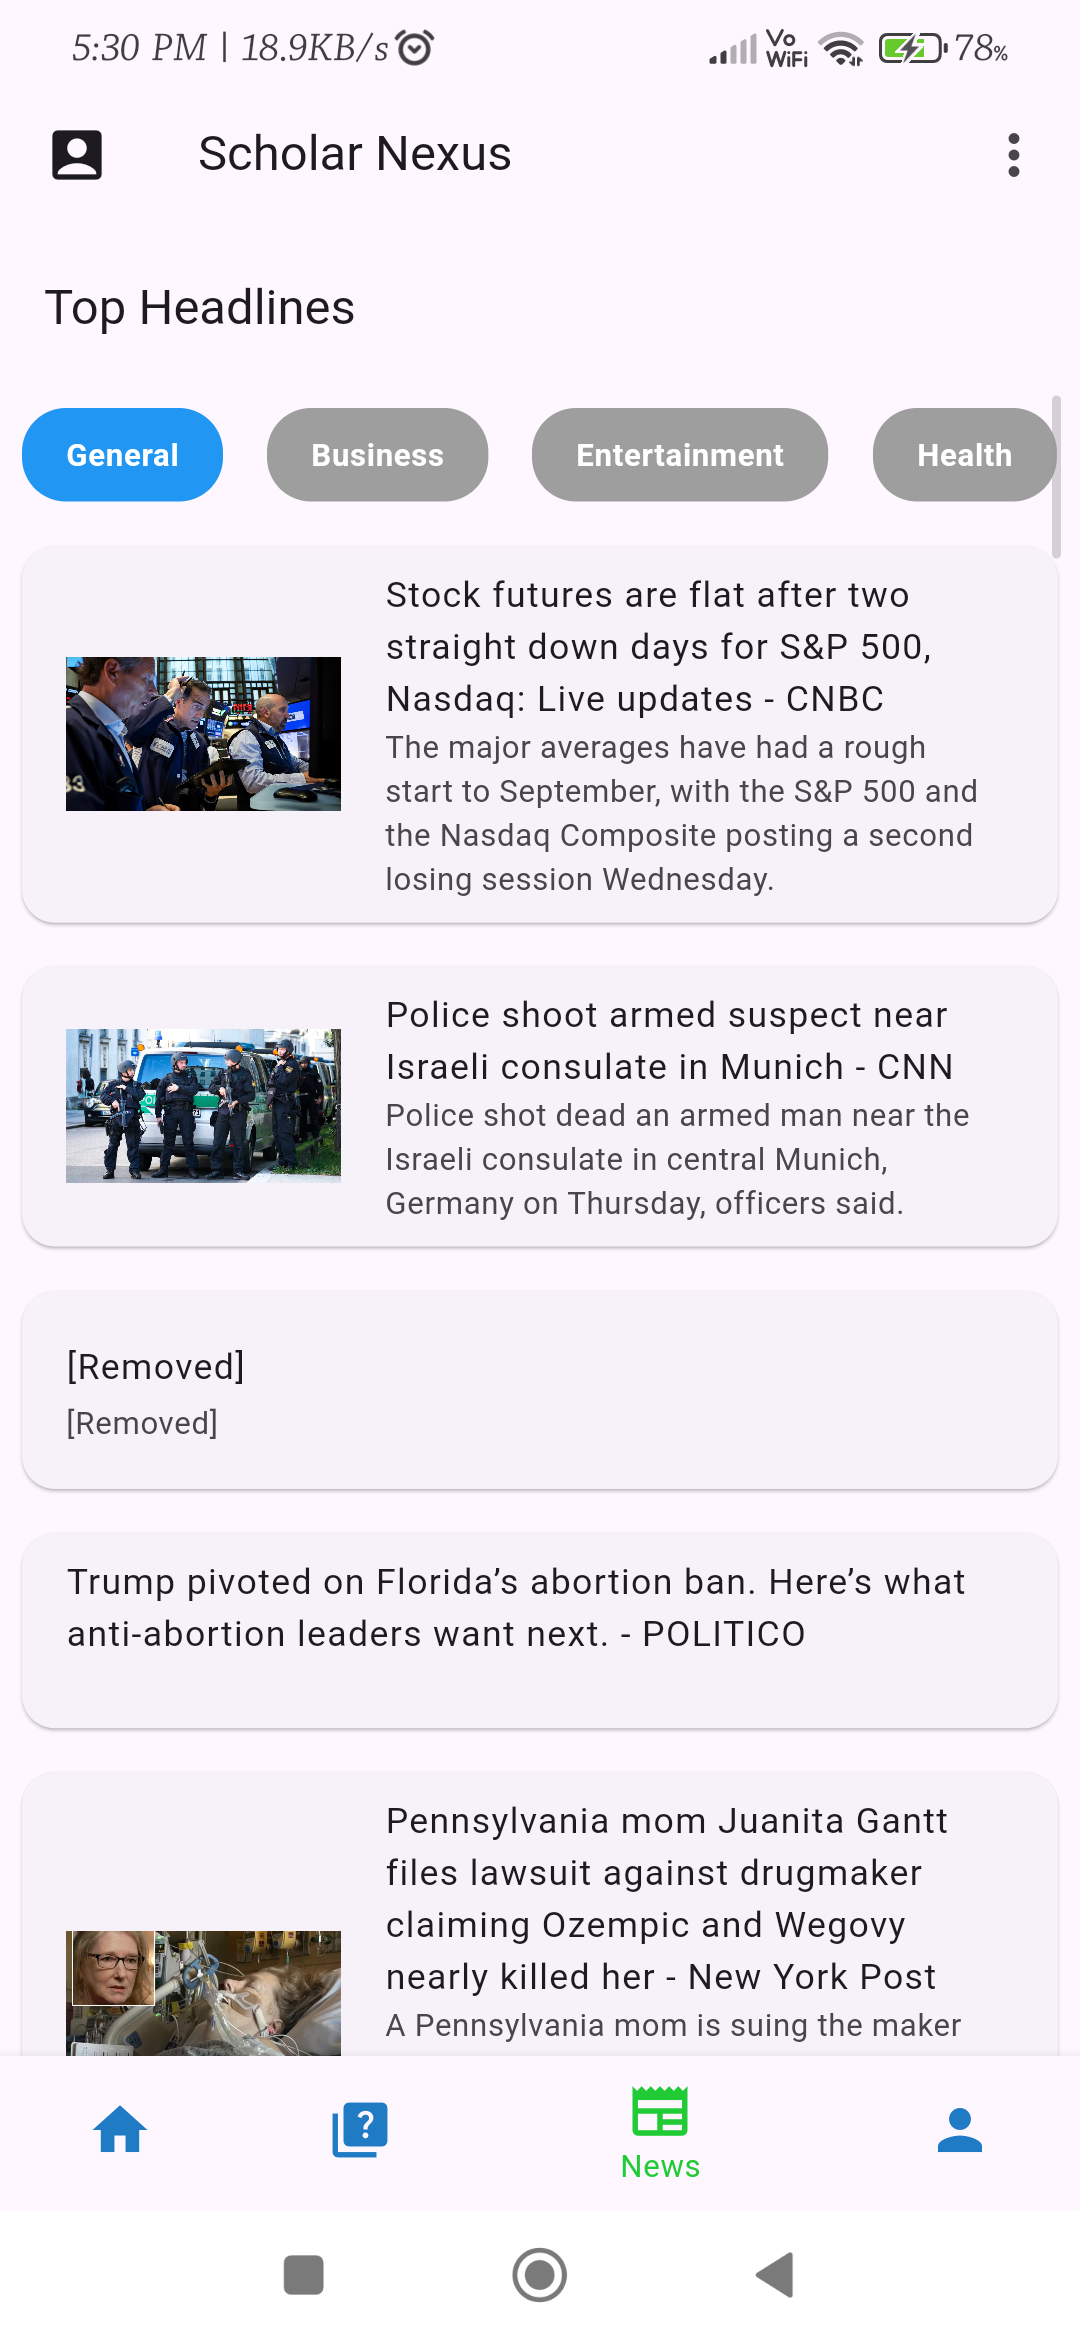 5:30 PM | 18.9KB/s
Vo
WiFi
78%
Scholar Nexus
Top Headlines
General Business Entertainment Health
Stock futures are flat after two
straight down days for S&P 500,
Nasdaq: Live updates - CNBC
The major averages have had a rough
start to September, with the S&P 500 and
the Nasdaq Composite posting a second
losing session Wednesday.
Police shoot armed suspect near
Israeli consulate in Munich - CNN
Police shot dead an armed man near the
Israeli consulate in central Munich,
Germany on Thursday, officers said.
[Removed]
[Removed]
Trump pivoted on Florida’s abortion ban. Here’s what
anti-abortion leaders want next. - POLITICO
Pennsylvania mom Juanita Gantt
files lawsuit against drugmaker
claiming Ozempic and Wegovy
nearly killed her - New York Post
A Pennsylvania mom is suing the maker
News